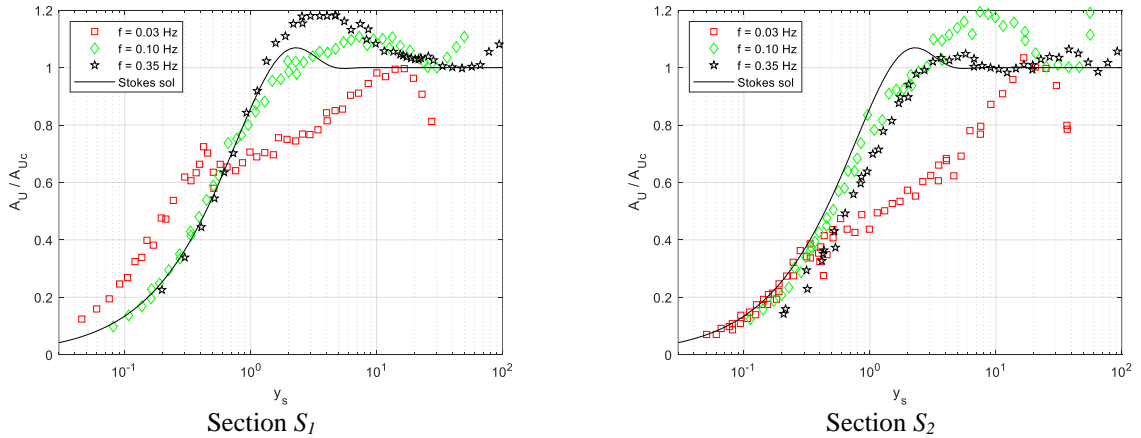 1.2
1
0.8
0.6
0.4
0.2
0
A_U / A_Uc
f = 0.03 Hz
f = 0.10 Hz
f = 0.35 Hz
Stokes sol
10^-1
10^0
10^1
10^2
y_s
Section S_1
1.2
1
0.8
0.6
0.4
0.2
0
A_U / A_Uc
f = 0.03 Hz
f = 0.10 Hz
f = 0.35 Hz
Stokes sol
10^-1
10^0
10^1
10^2
y_s
Section S_2